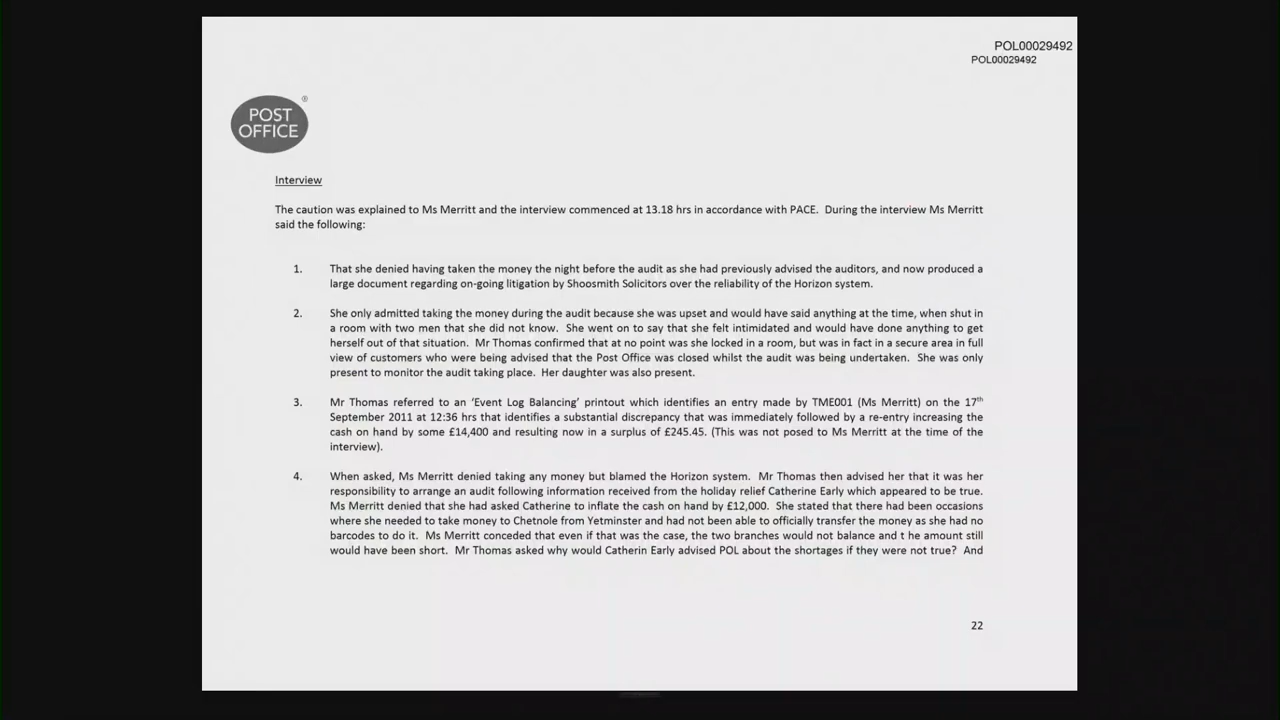 POL00029492
POL00029492
POST
OFFICE
®
Interview
The caution was explained to Ms Merritt and the interview commenced at 13.18 hrs in accordance with PACE. During the interview Ms Merritt
said the following:
1. That she denied having taken the money the night before the audit as she had previously advised the auditors, and now produced a
large document regarding on-going litigation by Shoosmith Solicitors over the reliability of the Horizon system.
2. She only admitted taking the money during the audit because she was upset and would have said anything at the time, when shut in
a room with two men that she did not know. She went on to say that she felt intimidated and would have done anything to get
herself out of that situation. Mr Thomas confirmed that at no point was she locked in a room, but was in fact in a secure area in full
view of customers who were being advised that the Post Office was closed whilst the audit was being undertaken. She was only
present to monitor the audit taking place. Her daughter was also present.
3. Mr Thomas referred to an ‘Event Log Balancing’ printout which identifies an entry made by TME001 (Ms Merritt) on the 17th
September 2011 at 12:36 hrs that identifies a substantial discrepancy that was immediately followed by a re-entry increasing the
cash on hand by some £14,400 and resulting now in a surplus of £245.45. (This was not posed to Ms Merritt at the time of the
interview).
4. When asked, Ms Merritt denied taking any money but blamed the Horizon system. Mr Thomas then advised her that it was her
responsibility to arrange an audit following information received from the holiday relief Catherine Early which appeared to be true.
Ms Merritt denied that she had asked Catherine to inflate the cash on hand by £12,000. She stated that there had been occasions
where she needed to take money to Chetnole from Yetminster and had not been able to officially transfer the money as she had no
barcodes to do it. Ms Merritt conceded that even if that was the case, the two branches would not balance and t he amount still
would have been short. Mr Thomas asked why would Catherin Early advised POL about the shortages if they were not true? And
22